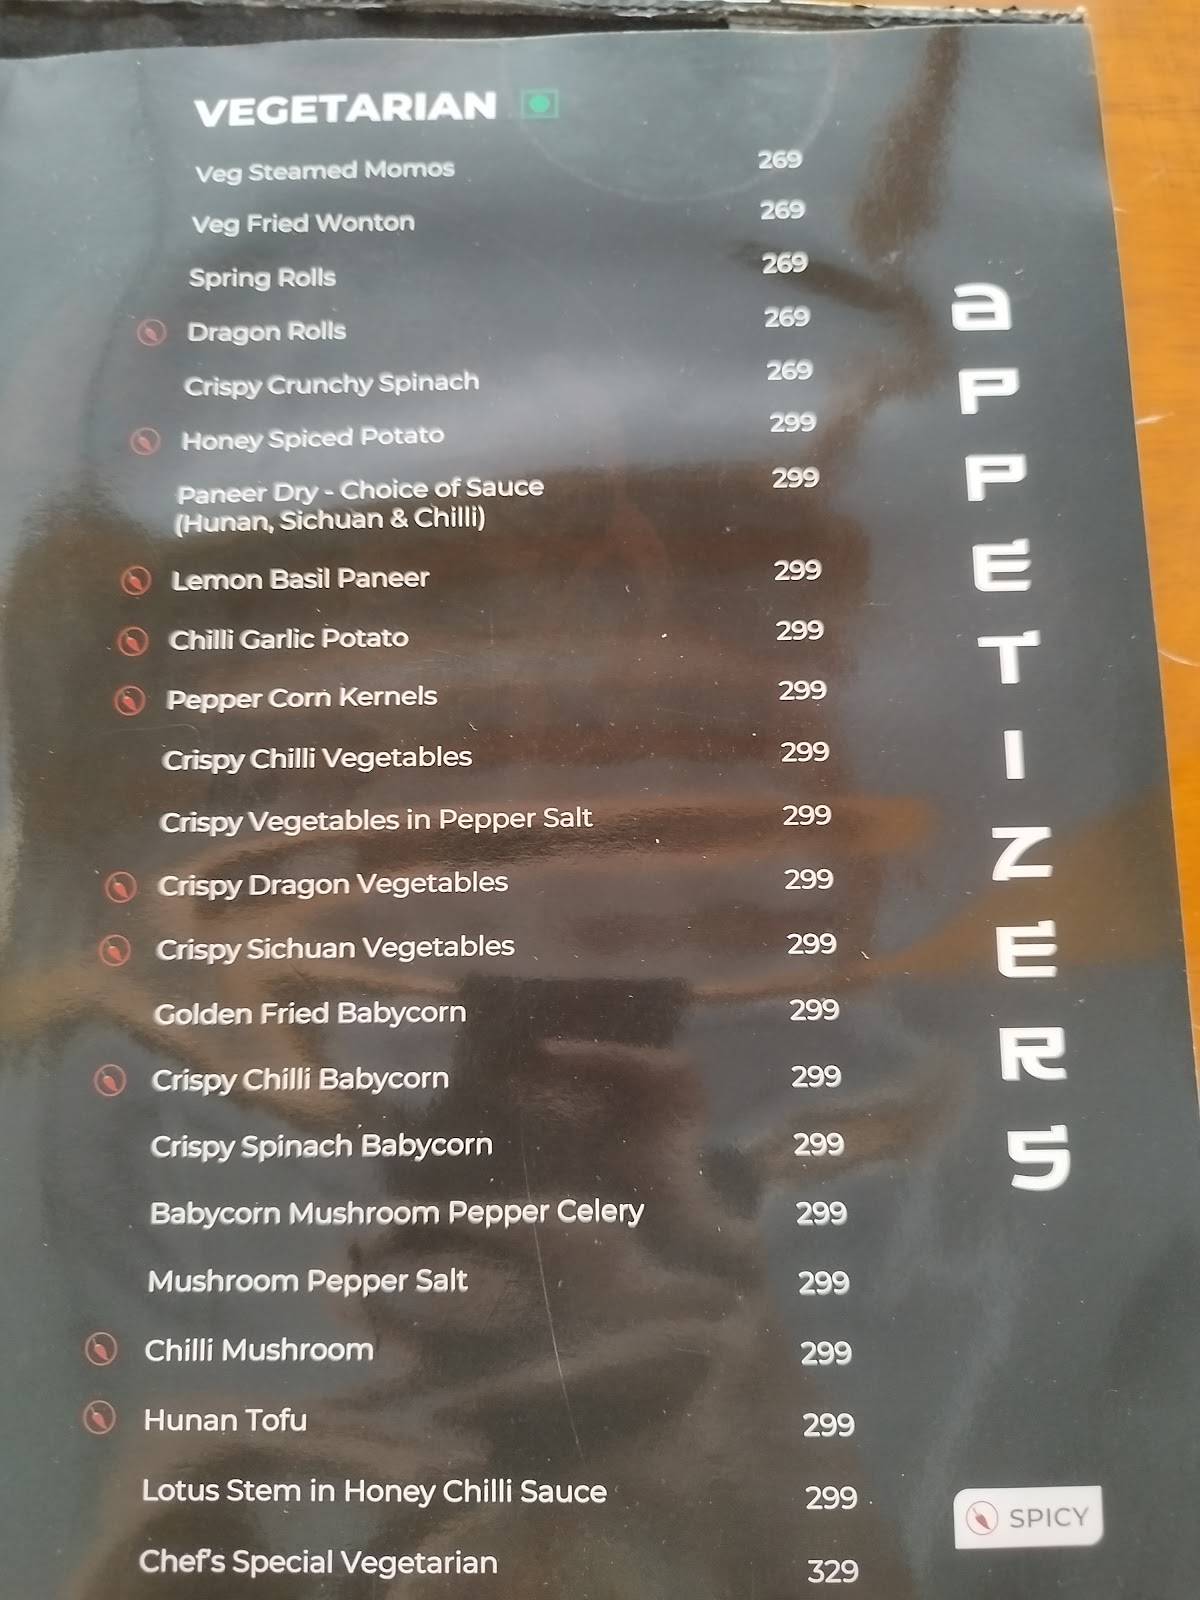 VEGETARIAN
Veg Steamed Momos 269
Veg Fried Wonton 269
Spring Rolls 269
Dragon Rolls 269
Crispy Crunchy Spinach 269
Honey Spiced Potato 299
Paneer Dry - Choice of Sauce 299
(Hunan, Sichuan & Chilli)
Lemon Basil Paneer 299
Chilli Garlic Potato 299
Pepper Corn Kernels 299
Crispy Chilli Vegetables 299
Crispy Vegetables in Pepper Salt 299
Crispy Dragon Vegetables 299
Crispy Sichuan Vegetables 299
Golden Fried Babycorn 299
Crispy Chilli Babycorn 299
Crispy Spinach Babycorn 299
Babycorn Mushroom Pepper Celery 299
Mushroom Pepper Salt 299
Chilli Mushroom 299
Hunan Tofu 299
Lotus Stem in Honey Chilli Sauce 299
Chef's Special Vegetarian 329
aPPETIZERS
SPICY